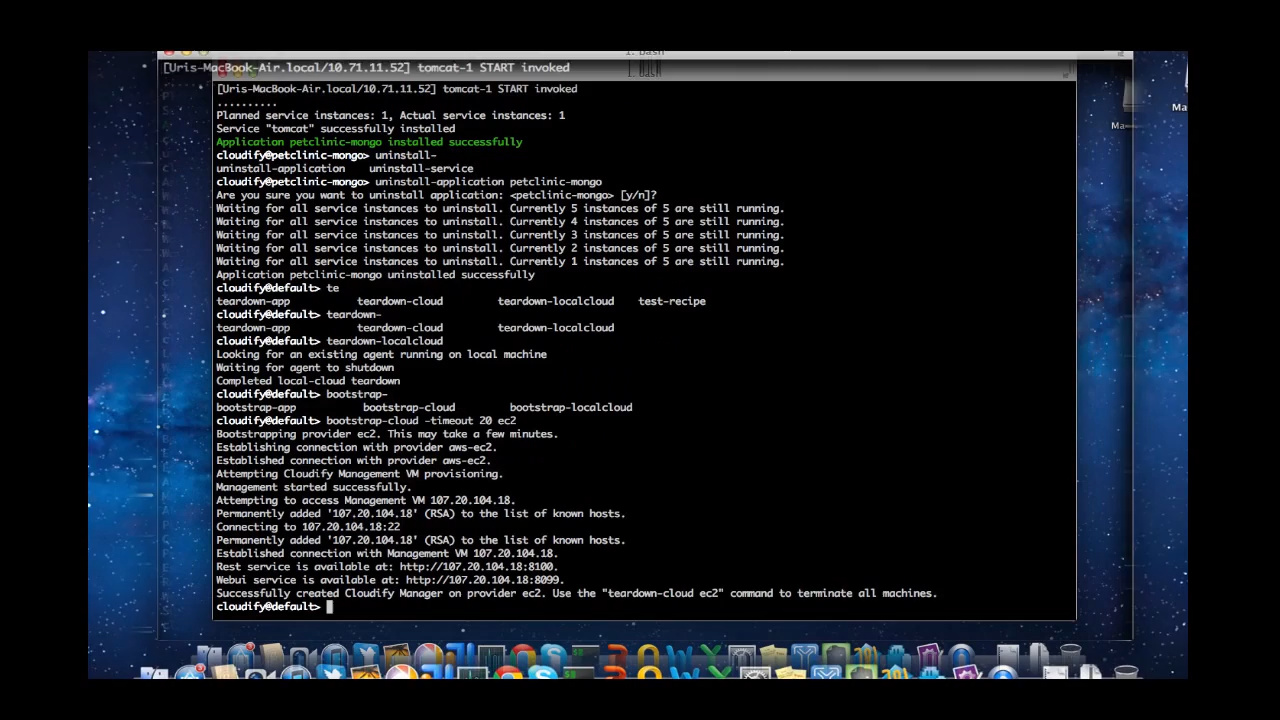 1. bash
[Uris-MacBook-Air.local/10.71.11.52] tomcat-1 START invoked
1. bash
[Uris-MacBook-Air.local/10.71.11.52] tomcat-1 START invoked
..........
Planned service instances: 1, Actual service instances: 1
Service "tomcat" successfully installed
Application petclinic-mongo installed successfully
cloudify@petclinic-mongo> uninstall-
uninstall-application uninstall-service
cloudify@petclinic-mongo> uninstall-application petclinic-mongo
Are you sure you want to uninstall application: <petclinic-mongo> [y/n]?
Waiting for all service instances to uninstall. Currently 5 instances of 5 are still running.
Waiting for all service instances to uninstall. Currently 4 instances of 5 are still running.
Waiting for all service instances to uninstall. Currently 3 instances of 5 are still running.
Waiting for all service instances to uninstall. Currently 2 instances of 5 are still running.
Waiting for all service instances to uninstall. Currently 1 instances of 5 are still running.
Application petclinic-mongo uninstalled successfully
cloudify@default> te
teardown-app teardown-cloud teardown-localcloud test-recipe
cloudify@default> teardown-
teardown-app teardown-cloud teardown-localcloud
cloudify@default> teardown-localcloud
Looking for an existing agent running on local machine
Waiting for agent to shutdown
Completed local-cloud teardown
cloudify@default> bootstrap-
bootstrap-app bootstrap-cloud bootstrap-localcloud
cloudify@default> bootstrap-cloud -timeout 20 ec2
Bootstrapping provider ec2. This may take a few minutes.
Establishing connection with provider aws-ec2.
Established connection with provider aws-ec2.
Attempting Cloudify Management VM provisioning.
Management started successfully.
Attempting to access Management VM 107.20.104.18.
Permanently added '107.20.104.18' (RSA) to the list of known hosts.
Connecting to 107.20.104.18:22
Permanently added '107.20.104.18' (RSA) to the list of known hosts.
Established connection with Management VM 107.20.104.18.
Rest service is available at: http://107.20.104.18:8100.
Webui service is available at: http://107.20.104.18:8099.
Successfully created Cloudify Manager on provider ec2. Use the "teardown-cloud ec2" command to terminate all machines.
cloudify@default>
Ma
Ma